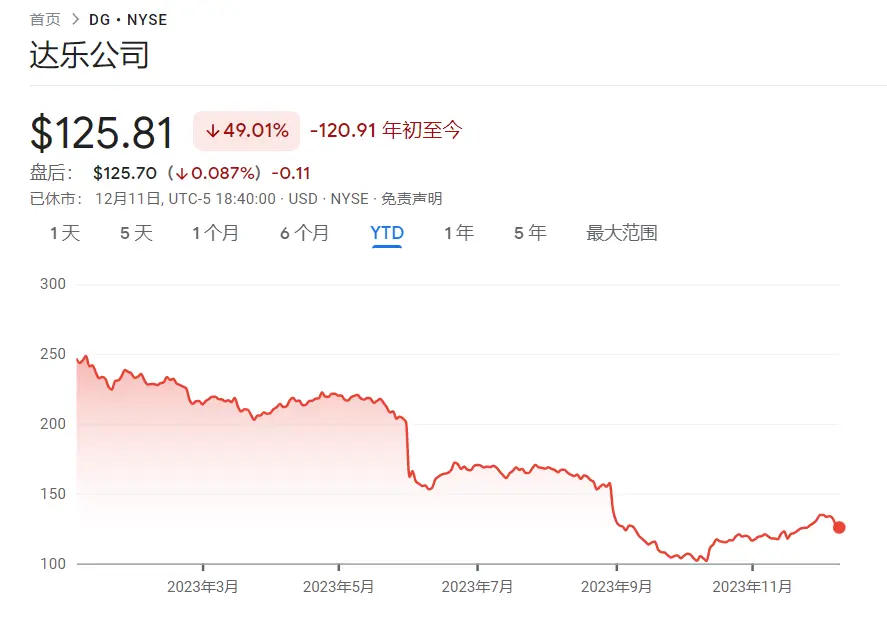 首页 > DG • NYSE
达乐公司
$125.81 ↓49.01% -120.91 年初至今
盘后： $125.70 (↓0.087%) -0.11
已休市： 12月11日, UTC-5 18:40:00 · USD · NYSE · 免责声明
1天 5天 1个月 6个月 YTD 1年 5年 最大范围
300
250
200
150
100
2023年3月 2023年5月 2023年7月 2023年9月 2023年11月